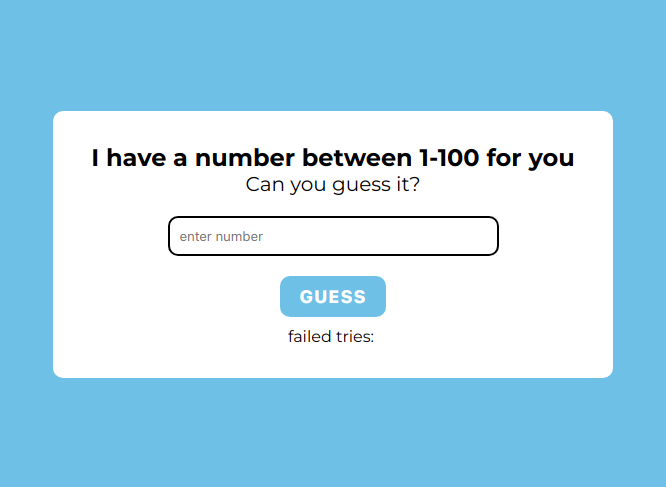 I have a number between 1-100 for you
Can you guess it?
enter number
GUESS
failed tries: